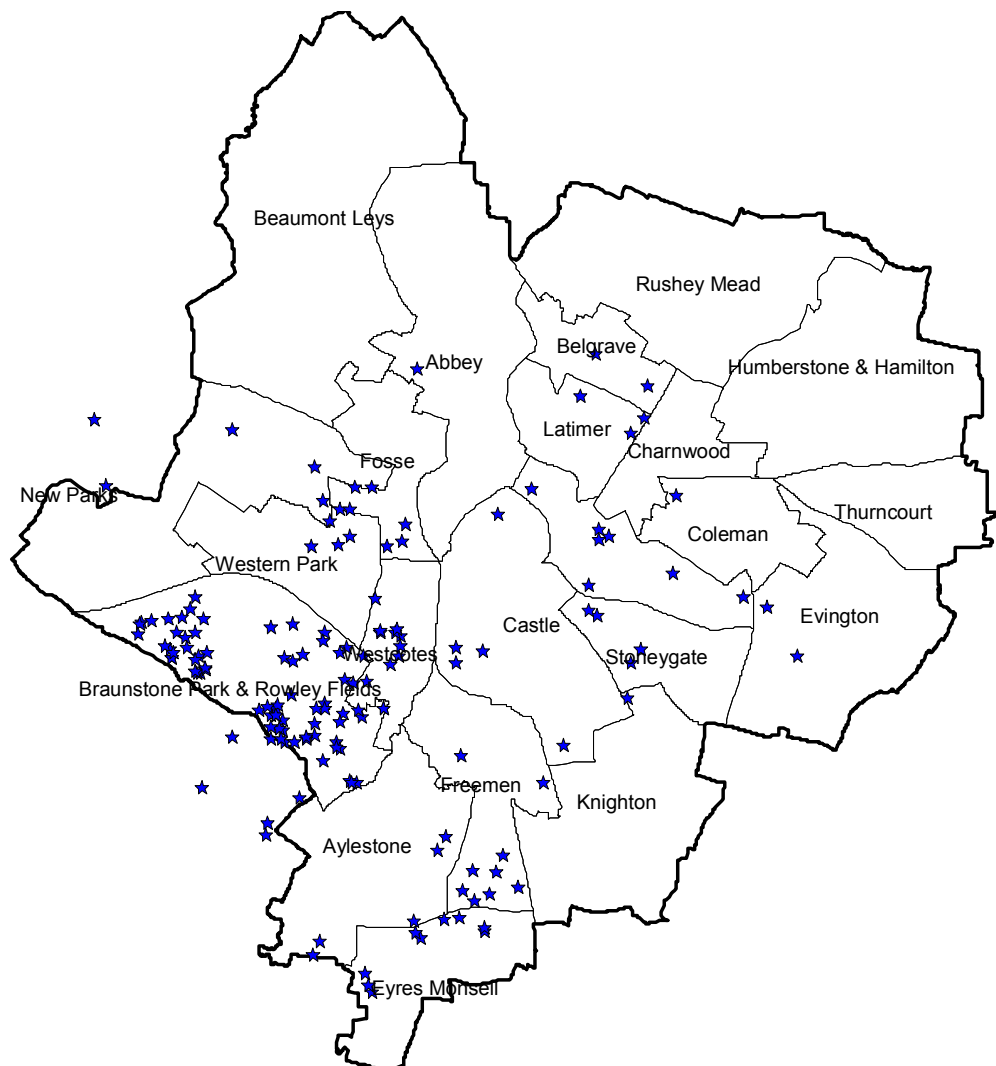 Beaumont Leys
Rushey Mead
Belgrave
Abbey
Humberstone & Hamilton
Latimer
Charnwood
Fosse
New Parks
Thurncourt
Coleman
Western Park
Evington
Castle
Westcotes
Stoneygate
Braunstone Park & Rowley Fields
Freemen
Knighton
Aylestone
Eyres Monsell